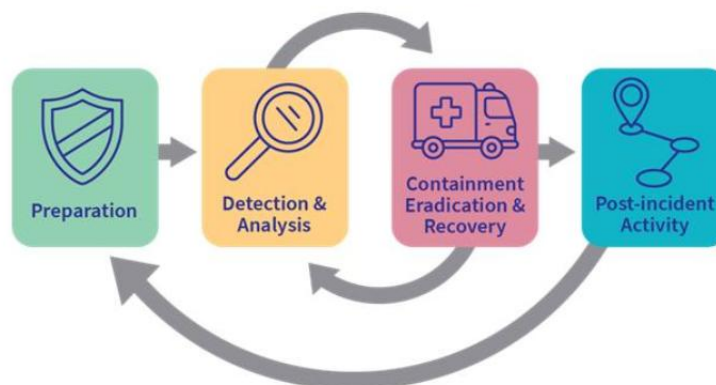 Preparation
Detection &
Analysis
Containment
Eradication &
Recovery
Post-incident
Activity